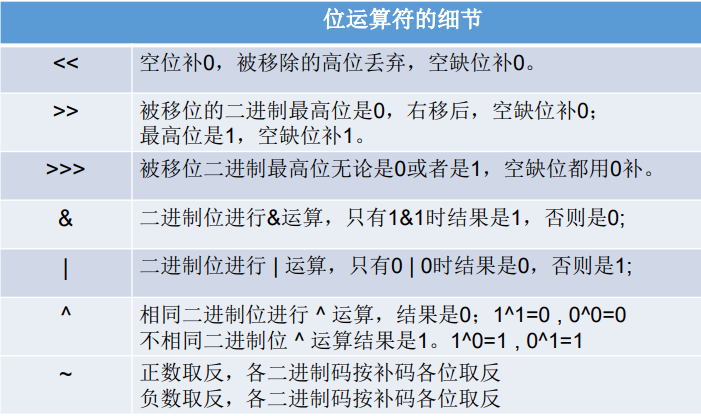 位运算符的细节
<< 空位补0，被移除的高位丢弃，空缺位补0。
>> 被移位的二进制最高位是0，右移后，空缺位补0；
最高位是1，空缺位补1。
>>> 被移位二进制最高位无论是0或者是1，空缺位都用0补。
& 二进制位进行&运算，只有1&1时结果是1，否则是0;
| 二进制位进行 | 运算，只有0 | 0时结果是0，否则是1;
^ 相同二进制位进行 ^ 运算，结果是0；1^1=0 , 0^0=0
不相同二进制位 ^ 运算结果是1。1^0=1 , 0^1=1
~ 正数取反，各二进制码按补码各位取反
负数取反，各二进制码按补码各位取反